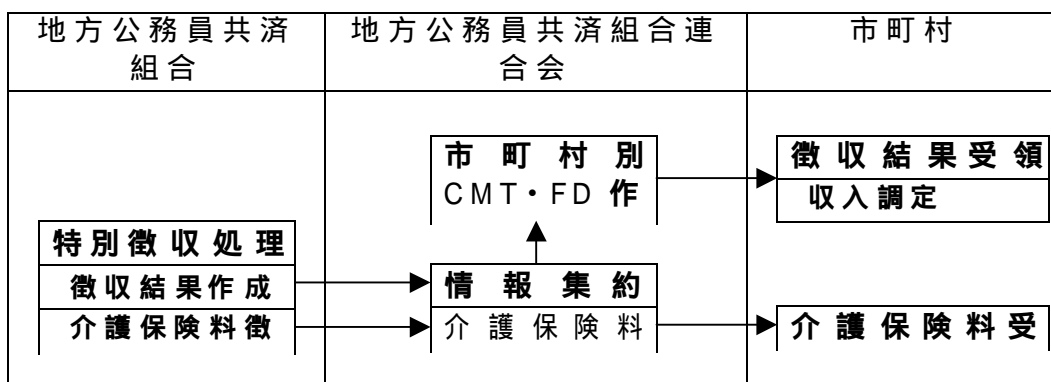 地方公務員共済
組合
地方公務員共済組合連
合会
市町村
市町村別
CMT・FD作
徴収結果受領
収入調定
特別徴収処理
徴収結果作成
介護保険料徴
情報集約
介護保険料
介護保険料受